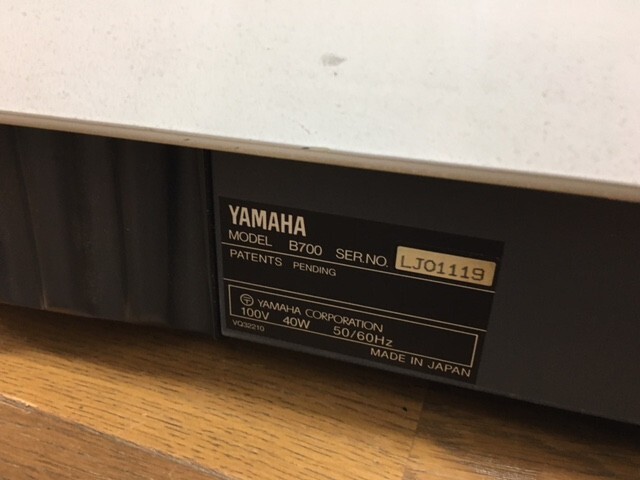 YAMAHA
MODEL B700 SER.NO. LJ01119
PATENTS PENDING
YAMAHA CORPORATION
100V 40W 50/60Hz
VQ32210
MADE IN JAPAN